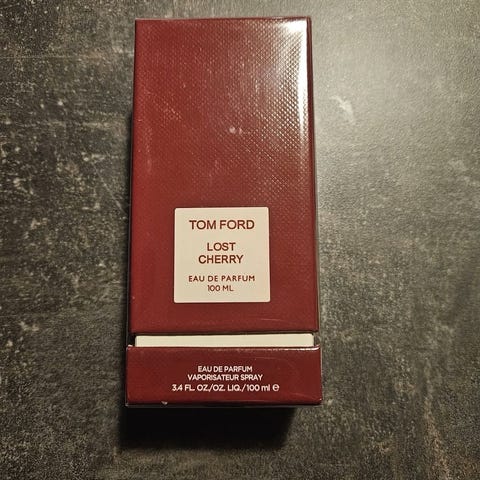 TOM FORD
LOST
CHERRY
EAU DE PARFUM
100 ML
EAU DE PARFUM
VAPORISATEUR SPRAY
3.4 FL. OZ./OZ. LIQ./100 ml ℮